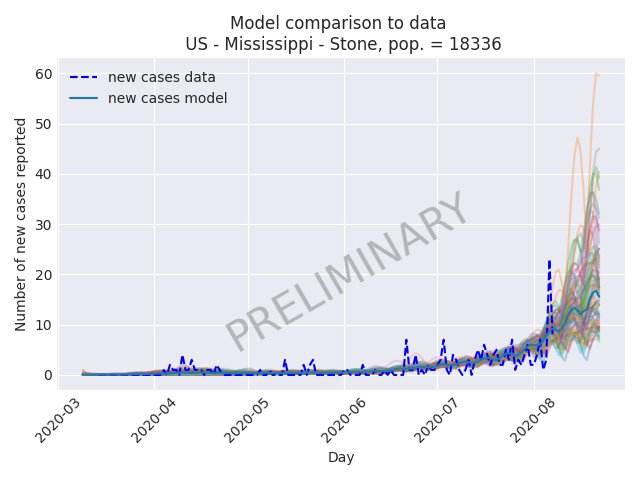 Model comparison to data
US - Mississippi - Stone, pop. = 18336
new cases data
new cases model
60
50
40
30
20
10
0
Number of new cases reported
PRELIMINARY
2020-03
2020-04
2020-05
2020-06
2020-07
2020-08
Day